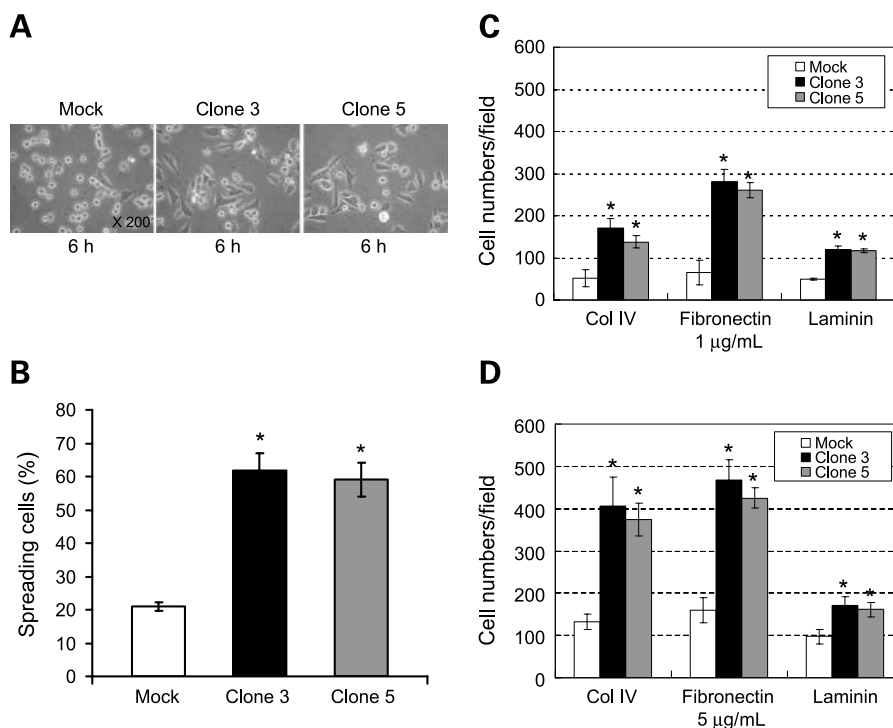 A
Mock Clone 3 Clone 5
X 200
6 h 6 h 6 h
B
Spreading cells (%)
80
70
60
50
40
30
20
10
0
*
*
Mock Clone 3 Clone 5
C
Cell numbers/field
600
500
400
300
200
100
0
Mock
Clone 3
Clone 5
* * * * * *
Col IV Fibronectin Laminin
1 μg/mL
D
Cell numbers/field
600
500
400
300
200
100
0
Mock
Clone 3
Clone 5
* * * * * *
Col IV Fibronectin Laminin
5 μg/mL